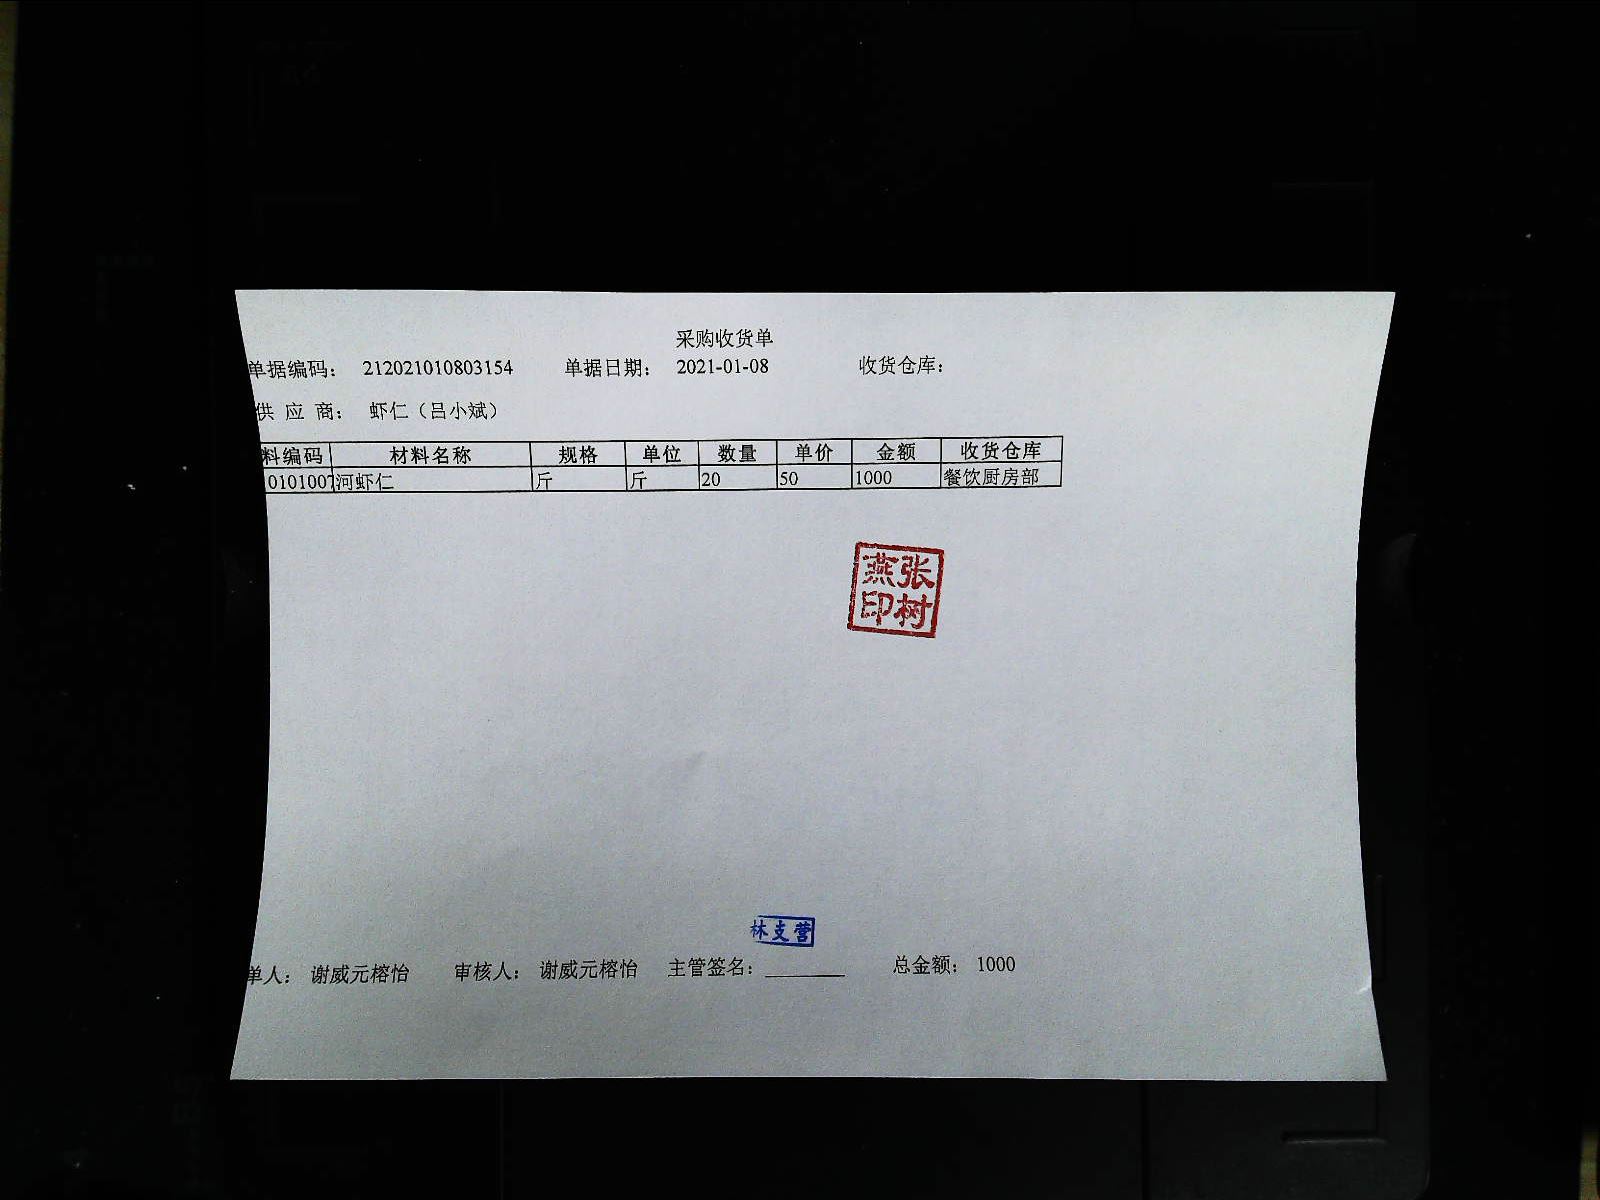 采购收货单
单据编码： 212021010803154 单据日期： 2021-01-08 收货仓库：
供 应 商： 虾仁（吕小斌）
料编码 材料名称 规格 单位 数量 单价 金额 收货仓库
0101007 河虾仁 斤 斤 20 50 1000 餐饮厨房部
张树燕印
林支营
单人： 谢威元榕怡 审核人： 谢威元榕怡 主管签名： 总金额： 1000